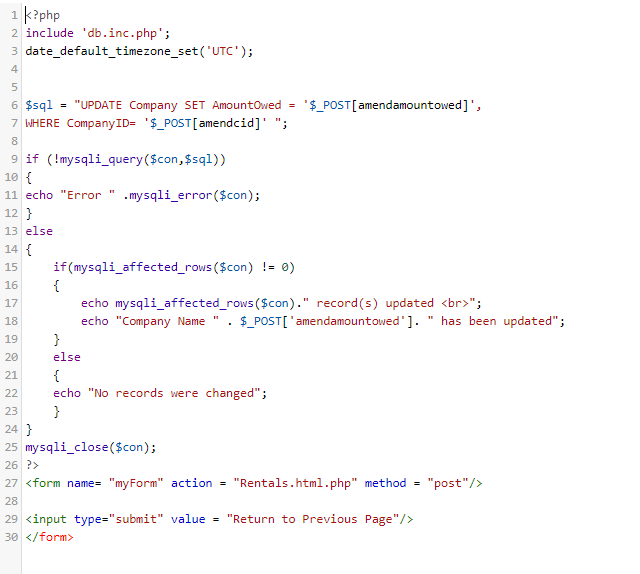 1 <?php
2 include 'db.inc.php';
3 date_default_timezone_set('UTC');
4
5
6 $sql = "UPDATE Company SET AmountOwed = '$_POST[amendamountowed]',
7 WHERE CompanyID= '$_POST[amendcid]' ";
8
9 if (!mysqli_query($con,$sql))
10 {
11 echo "Error " .mysqli_error($con);
12 }
13 else
14 {
15     if(mysqli_affected_rows($con) != 0)
16     {
17         echo mysqli_affected_rows($con)." record(s) updated <br>";
18         echo "Company Name " . $_POST['amendamountowed']. " has been updated";
19     }
20     else
21     {
22     echo "No records were changed";
23     }
24 }
25 mysqli_close($con);
26 ?>
27 <form name= "myForm" action = "Rentals.html.php" method = "post"/>
28
29 <input type="submit" value = "Return to Previous Page"/>
30 </form>